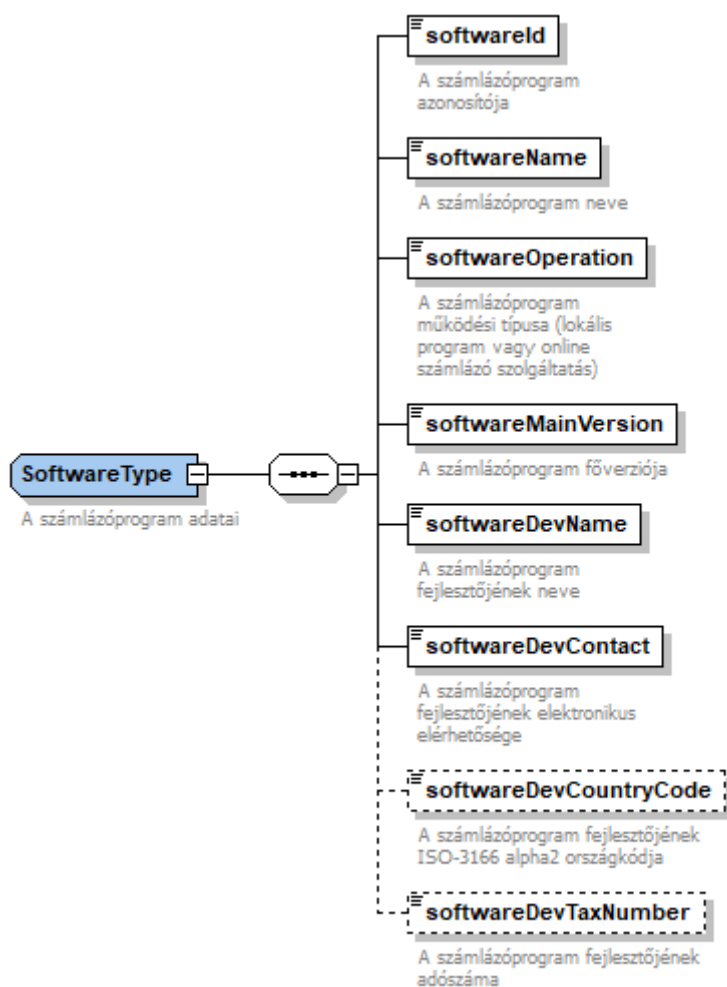 softwareId
A számlázóprogram
azonosítója
softwareName
A számlázóprogram neve
softwareOperation
A számlázóprogram
működési típusa (lokális
program vagy online
számlázó szolgáltatás)
softwareMainVersion
A számlázóprogram főverziója
SoftwareType
A számlázóprogram adatai
softwareDevName
A számlázóprogram
fejlesztőjének neve
softwareDevContact
A számlázóprogram
fejlesztőjének elektronikus
elérhetősége
softwareDevCountryCode
A számlázóprogram fejlesztőjének
ISO-3166 alpha2 országkódja
softwareDevTaxNumber
A számlázóprogram fejlesztőjének
adószáma